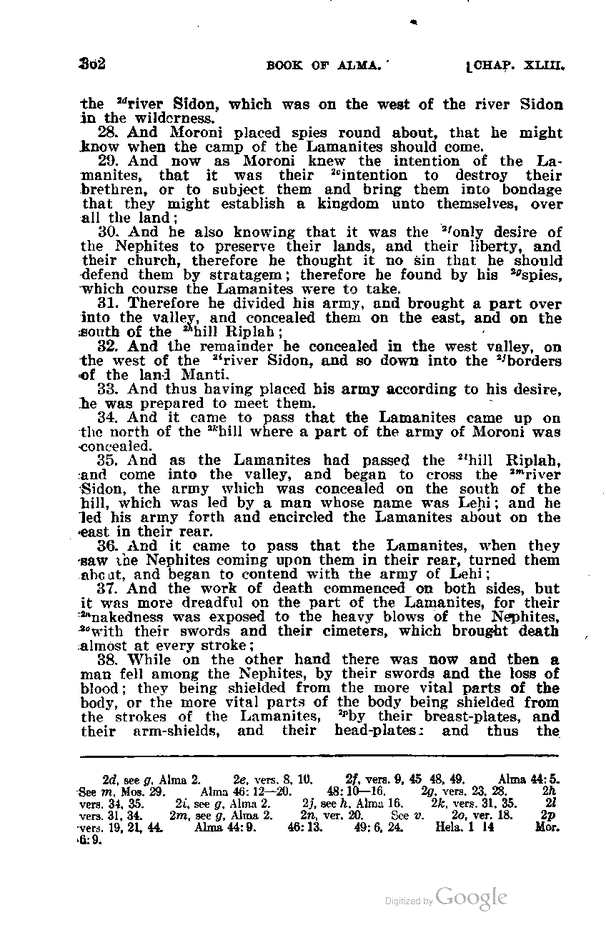 302 BOOK OF ALMA. [CHAP. XLIII.
the 2d river Sidon, which was on the west of the river Sidon
in the wilderness.
28. And Moroni placed spies round about, that he might
know when the camp of the Lamanites should come.
29. And now as Moroni knew the intention of the La-
manites, that it was their 2e intention to destroy their
brethren, or to subject them and bring them into bondage
that they might establish a kingdom unto themselves, over
all the land;
30. And he also knowing that it was the 2f only desire of
the Nephites to preserve their lands, and their liberty, and
their church, therefore he thought it no sin that he should
defend them by stratagem; therefore he found by his 2g spies,
which course the Lamanites were to take.
31. Therefore he divided his army, and brought a part over
into the valley, and concealed them on the east, and on the
south of the 2h hill Riplah;
32. And the remainder he concealed in the west valley, on
the west of the 2i river Sidon, and so down into the 2j borders
of the land Manti.
33. And thus having placed his army according to his desire,
he was prepared to meet them.
34. And it came to pass that the Lamanites came up on
the north of the 2k hill where a part of the army of Moroni was
concealed.
35. And as the Lamanites had passed the 2l hill Riplah,
and come into the valley, and began to cross the 2m river
Sidon, the army which was concealed on the south of the
hill, which was led by a man whose name was Lehi; and he
led his army forth and encircled the Lamanites about on the
east in their rear.
36. And it came to pass that the Lamanites, when they
saw the Nephites coming upon them in their rear, turned them
about, and began to contend with the army of Lehi;
37. And the work of death commenced on both sides, but
it was more dreadful on the part of the Lamanites, for their
2n nakedness was exposed to the heavy blows of the Nephites,
2o with their swords and their cimeters, which brought death
almost at every stroke;
38. While on the other hand there was now and then a
man fell among the Nephites, by their swords and the loss of
blood; they being shielded from the more vital parts of the
body, or the more vital parts of the body being shielded from
the strokes of the Lamanites, 2p by their breast-plates, and
their arm-shields, and their head-plates; and thus the
2d, see g, Alma 2. 2e, vers. 8, 10. 2f, vers. 9, 45 48, 49. Alma 44:5.
See m, Mos. 29. Alma 46:12—20. 48:10—16. 2g, vers. 23, 28. 2h
vers. 34, 35. 2i, see g, Alma 2. 2j, see h, Alma 16. 2k, vers. 31, 35. 2l
vers. 31, 34. 2m, see g, Alma 2. 2n, ver. 20. See v. 2o, ver. 18. 2p
vers. 19, 21, 44. Alma 44:9. 46:13. 49:6, 24. Hela. 1 14 Mor.
6:9.
Digitized by Google